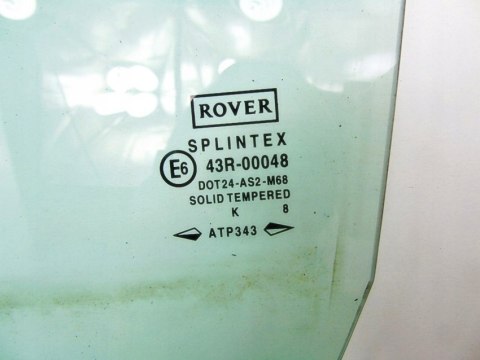 ROVER
SPLINTEX
E6 43R-00048
DOT24-AS2-M68
SOLID TEMPERED
K 8
ATP343